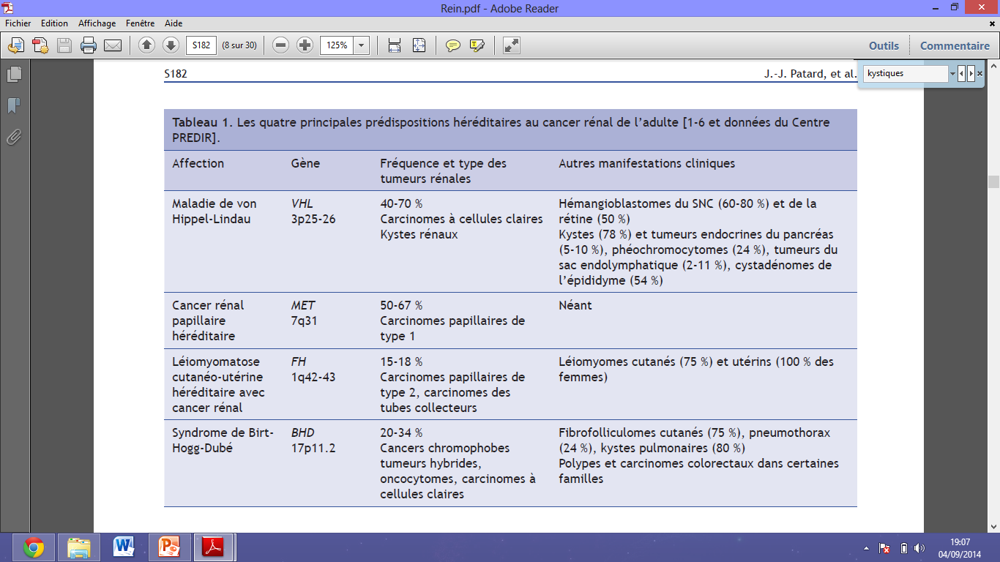 Rein.pdf - Adobe Reader
Fichier Edition Affichage Fenêtre Aide
S182 (8 sur 30) 125% Outils Commentaire
kystiques
S182 J.-J. Patard, et al.
Tableau 1. Les quatre principales prédispositions héréditaires au cancer rénal de l’adulte [1-6 et données du Centre
PREDIR].
Affection Gène Fréquence et type des Autres manifestations cliniques
tumeurs rénales
Maladie de von VHL 40-70 % Hémangioblastomes du SNC (60-80 %) et de la
Hippel-Lindau 3p25-26 Carcinomes à cellules claires rétine (50 %)
Kystes rénaux Kystes (78 %) et tumeurs endocrines du pancréas
(5-10 %), phéochromocytomes (24 %), tumeurs du
sac endolymphatique (2-11 %), cystadénomes de
l’épididyme (54 %)
Cancer rénal MET 50-67 % Néant
papillaire 7q31 Carcinomes papillaires de
héréditaire type 1
Léiomyomatose FH 15-18 % Léiomyomes cutanés (75 %) et utérins (100 % des
cutanéo-utérine 1q42-43 Carcinomes papillaires de femmes)
héréditaire avec type 2, carcinomes des
cancer rénal tubes collecteurs
Syndrome de Birt- BHD 20-34 % Fibrofolliculomes cutanés (75 %), pneumothorax
Hogg-Dubé 17p11.2 Cancers chromophobes (24 %), kystes pulmonaires (80 %)
tumeurs hybrides, Polypes et carcinomes colorectaux dans certaines
oncocytomes, carcinomes à familles
cellules claires
19:07
04/09/2014